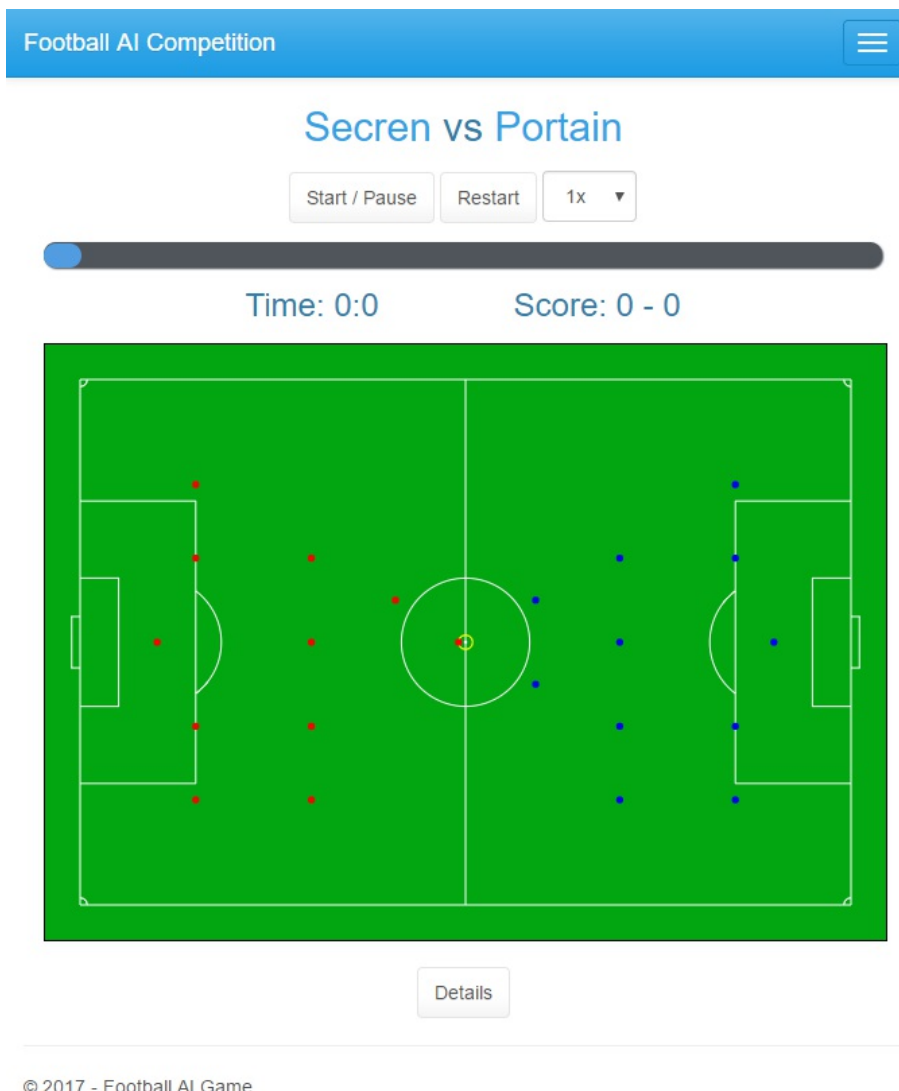 Football AI Competition
Secren vs Portain
Start / Pause Restart 1x
Time: 0:0 Score: 0 - 0
Details
© 2017 - Football AI Game